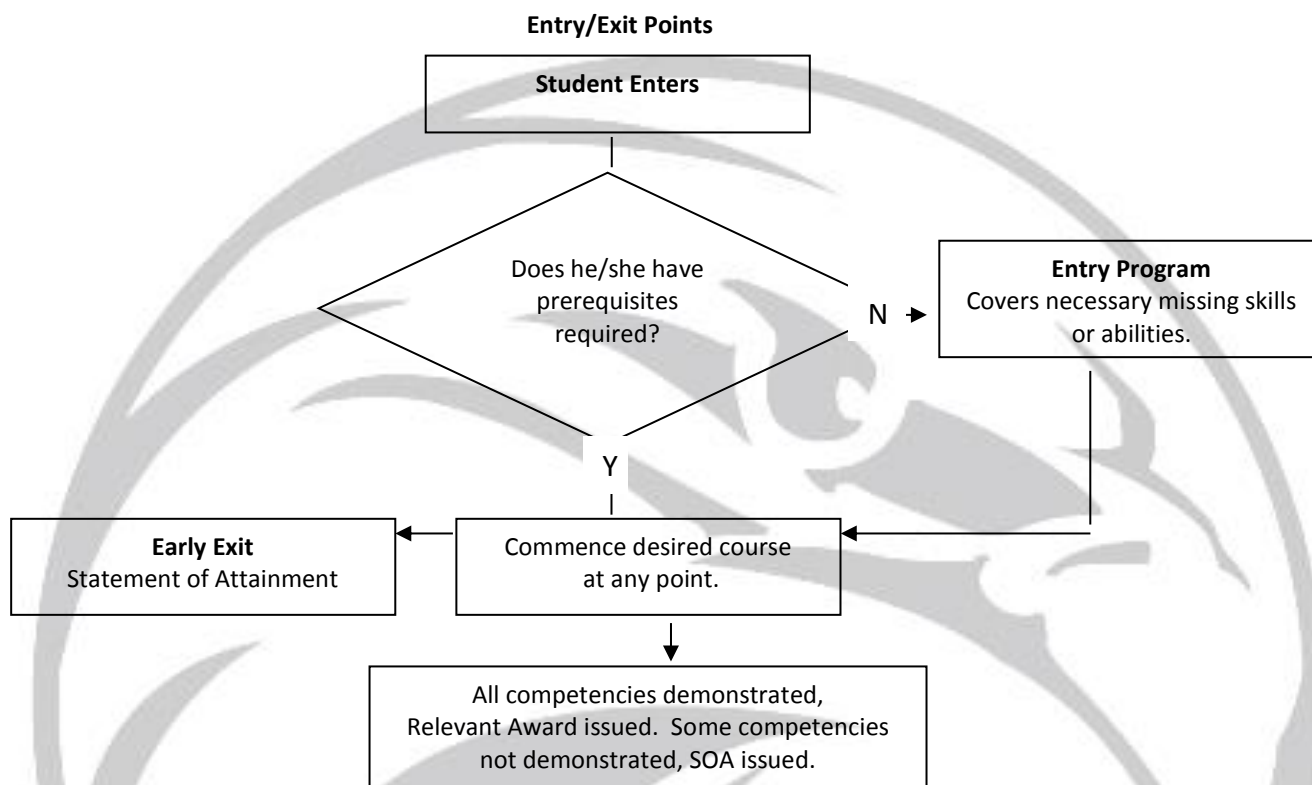 Entry/Exit Points
Student Enters
Does he/she have
prerequisites
required?
N
Entry Program
Covers necessary missing skills
or abilities.
Y
Early Exit
Statement of Attainment
Commence desired course
at any point.
All competencies demonstrated,
Relevant Award issued.  Some competencies
not demonstrated, SOA issued.